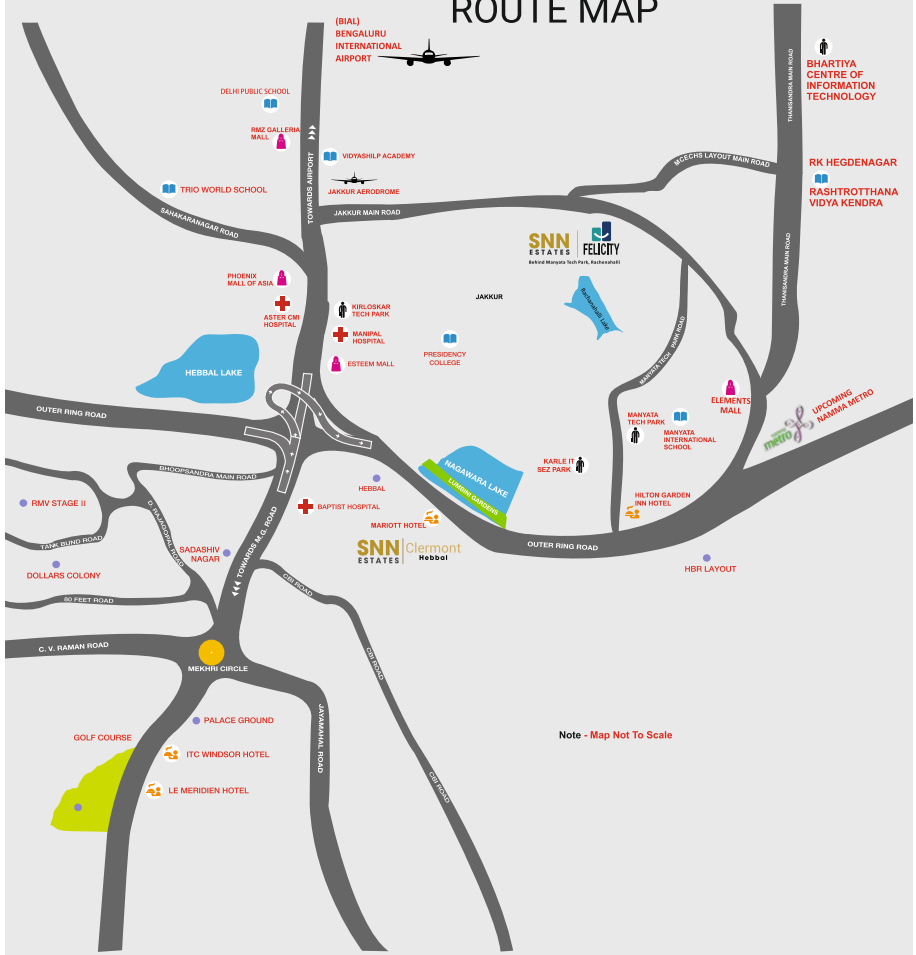 ROUTE MAP
(BIAL)
BENGALURU
INTERNATIONAL
AIRPORT
THANISANDRA MAIN ROAD
BHARTIYA
CENTRE OF
INFORMATION
TECHNOLOGY
DELHI PUBLIC SCHOOL
RMZ GALLERIA
MALL
VIDYASHILP ACADEMY
MCECHS LAYOUT MAIN ROAD
RK HEGDENAGAR
RASHTROTTHANA
VIDYA KENDRA
TRIO WORLD SCHOOL
TOWARDS AIRPORT
JAKKUR AERODROME
SAHAKARANAGAR ROAD
JAKKUR MAIN ROAD
SNN
ESTATES
FELICITY
Behind Manyata Tech Park, Rachenahalli
THANISANDRA MAIN ROAD
PHOENIX
MALL OF ASIA
JAKKUR
Rachanahalli Lake
ASTER CMI
HOSPITAL
KIRLOSKAR
TECH PARK
MANIPAL
HOSPITAL
MANYATA TECH PARK ROAD
ESTEEM MALL
PRESIDENCY
COLLEGE
HEBBAL LAKE
ELEMENTS
MALL
UPCOMING
NAMMA METRO
metro
OUTER RING ROAD
MANYATA
TECH PARK
MANYATA
INTERNATIONAL
SCHOOL
KARLE IT
SEZ PARK
NAGAWARA LAKE
LUMBINI GARDENS
BHOOPSANDRA MAIN ROAD
HEBBAL
RMV STAGE II
D. RAJAGOPAL ROAD
TOWARDS M.G. ROAD
BAPTIST HOSPITAL
MARIOTT HOTEL
HILTON GARDEN
INN HOTEL
TANK BUND ROAD
SADASHIV
NAGAR
SNN
ESTATES
Clermont
Hebbal
OUTER RING ROAD
DOLLARS COLONY
HBR LAYOUT
CBI ROAD
80 FEET ROAD
C. V. RAMAN ROAD
MEKHRI CIRCLE
CBI ROAD
PALACE GROUND
JAYAMAHAL ROAD
GOLF COURSE
Note - Map Not To Scale
ITC WINDSOR HOTEL
LE MERIDIEN HOTEL
CBI ROAD